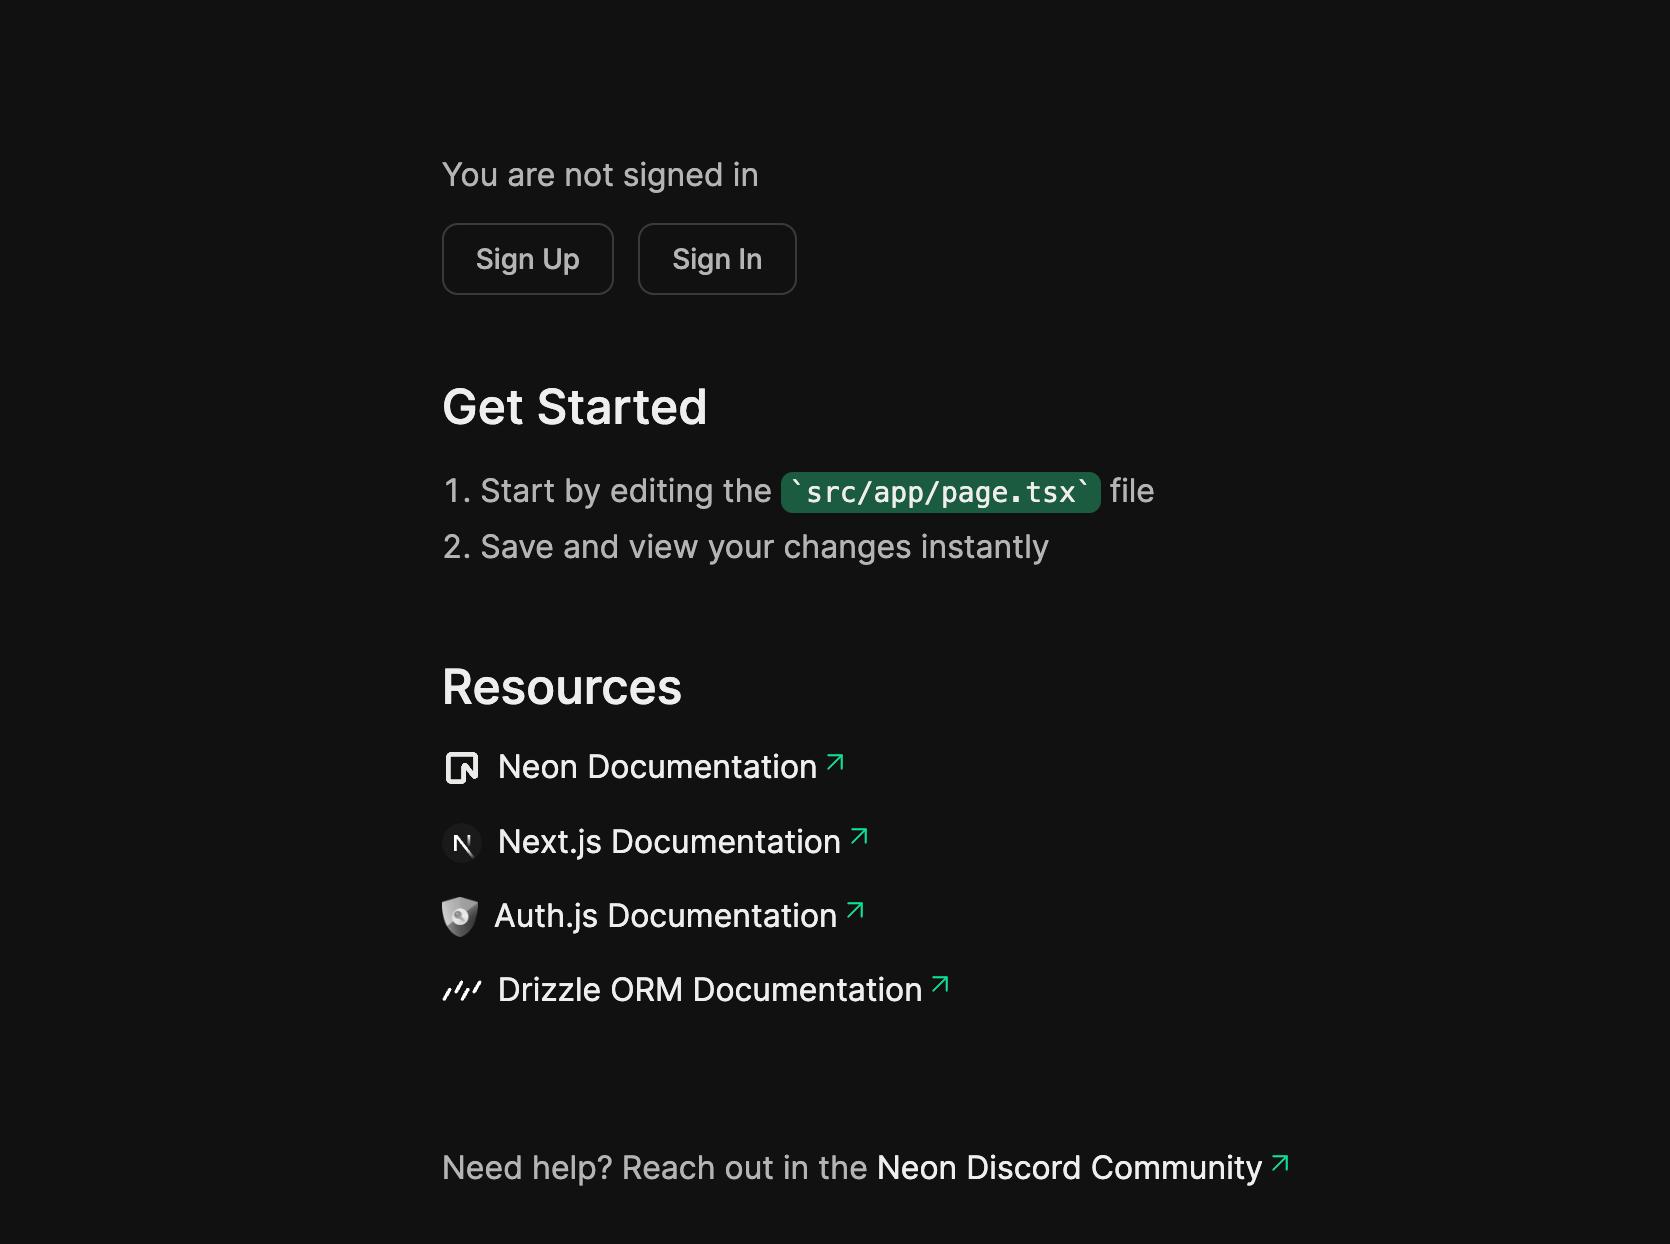 You are not signed in
Sign Up Sign In
Get Started
1. Start by editing the `src/app/page.tsx` file
2. Save and view your changes instantly
Resources
Neon Documentation
Next.js Documentation
Auth.js Documentation
Drizzle ORM Documentation
Need help? Reach out in the Neon Discord Community